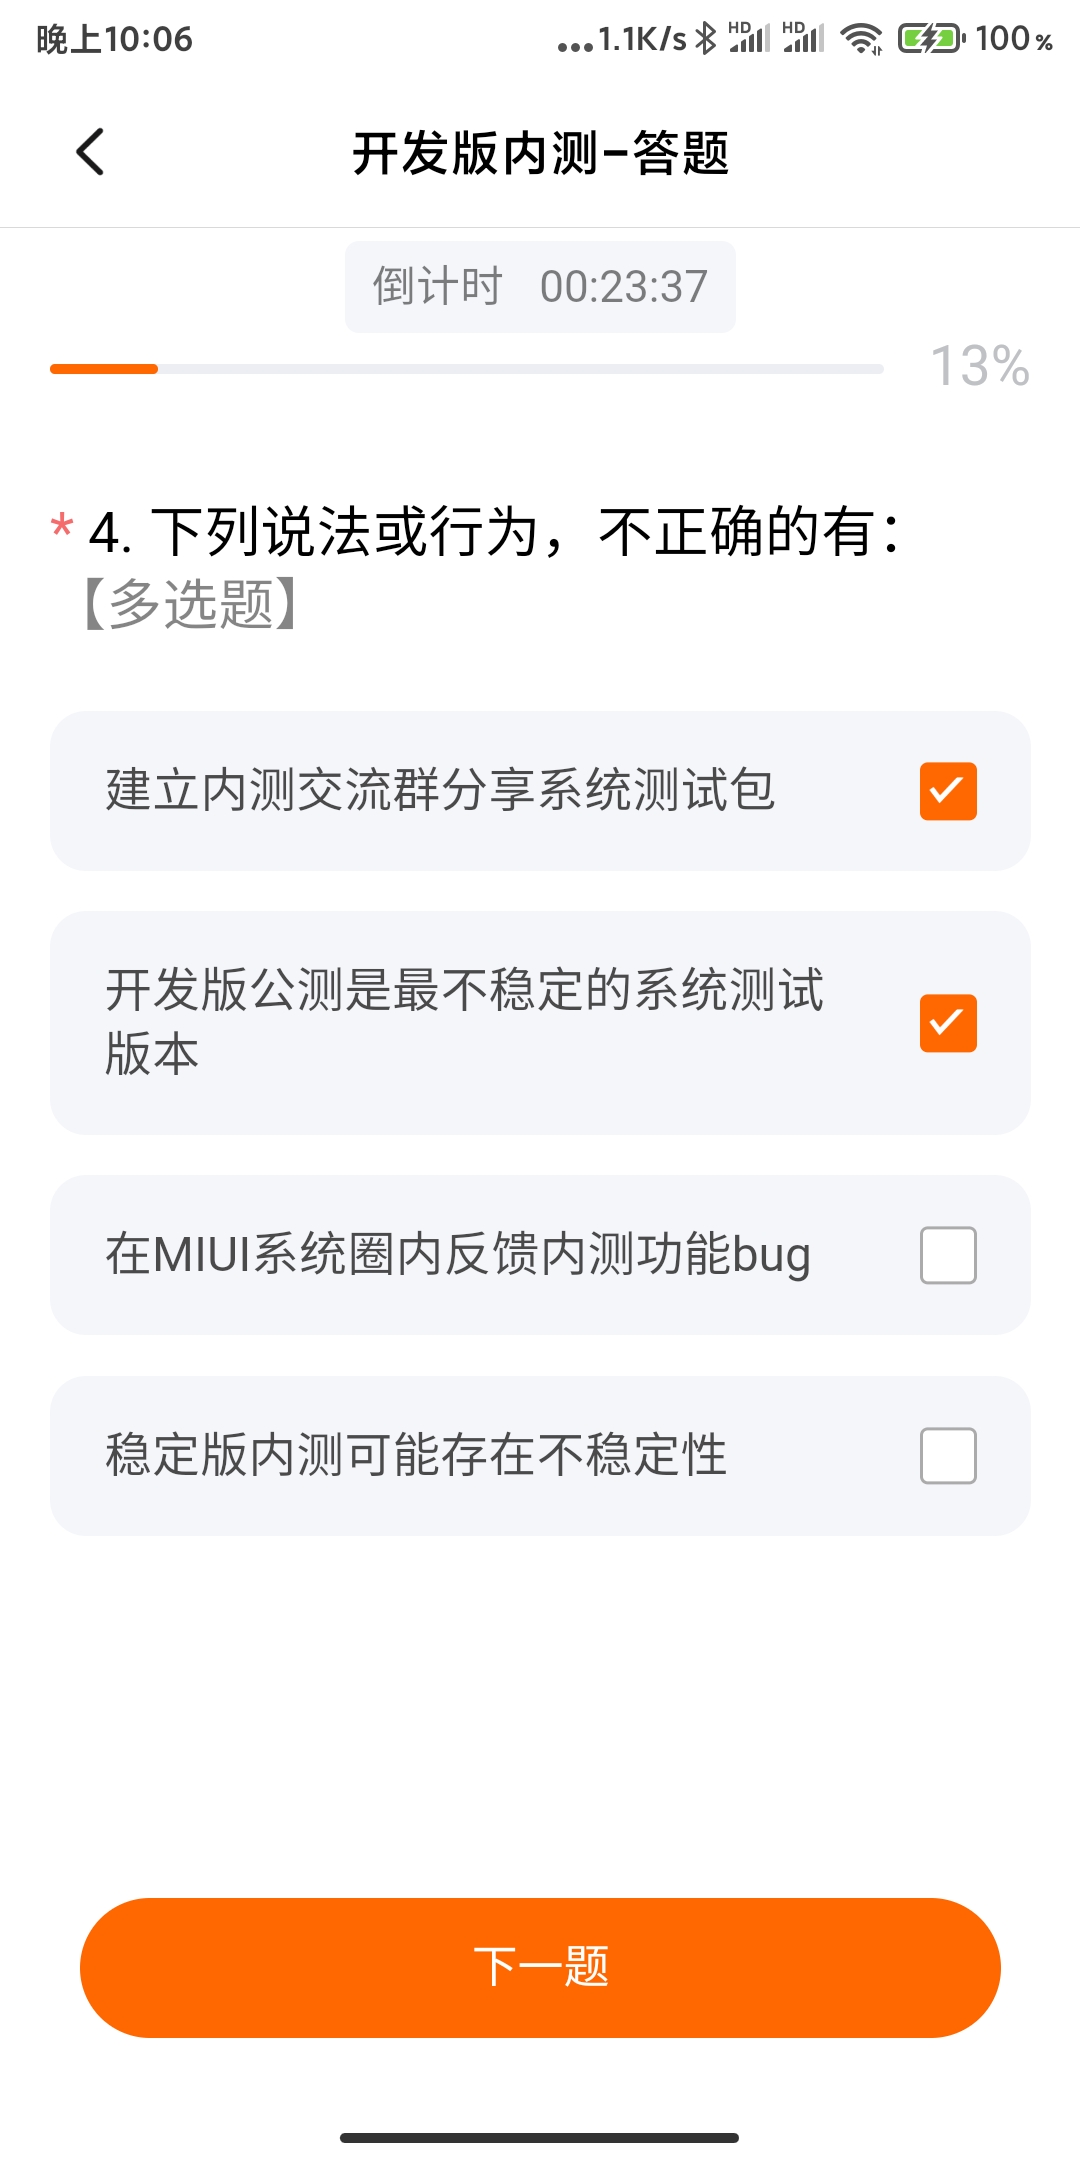 晚上10:06
...1.1K/s HD HD 100%
开发版内测-答题
倒计时 00:23:37
13%
* 4. 下列说法或行为，不正确的有：
【多选题】
建立内测交流群分享系统测试包
开发版公测是最不稳定的系统测试
版本
在MIUI系统圈内反馈内测功能bug
稳定版内测可能存在不稳定性
下一题